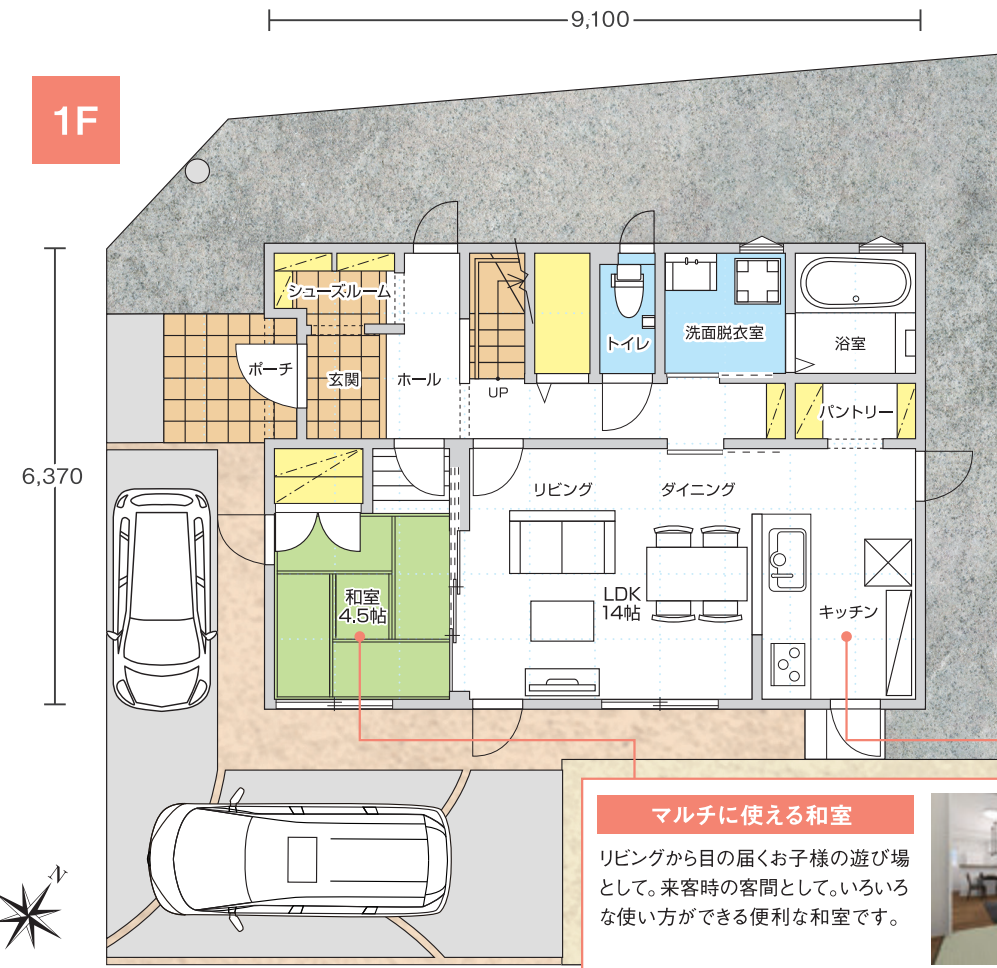 9,100
1F
シューズルーム
ポーチ
玄関
ホール
UP
トイレ
洗面脱衣室
浴室
パントリー
6,370
リビング
ダイニング
和室
4.5帖
LDK
14帖
キッチン
N
マルチに使える和室
リビングから目の届くお子様の遊び場
として。来客時の客間として。いろいろ
な使い方ができる便利な和室です。